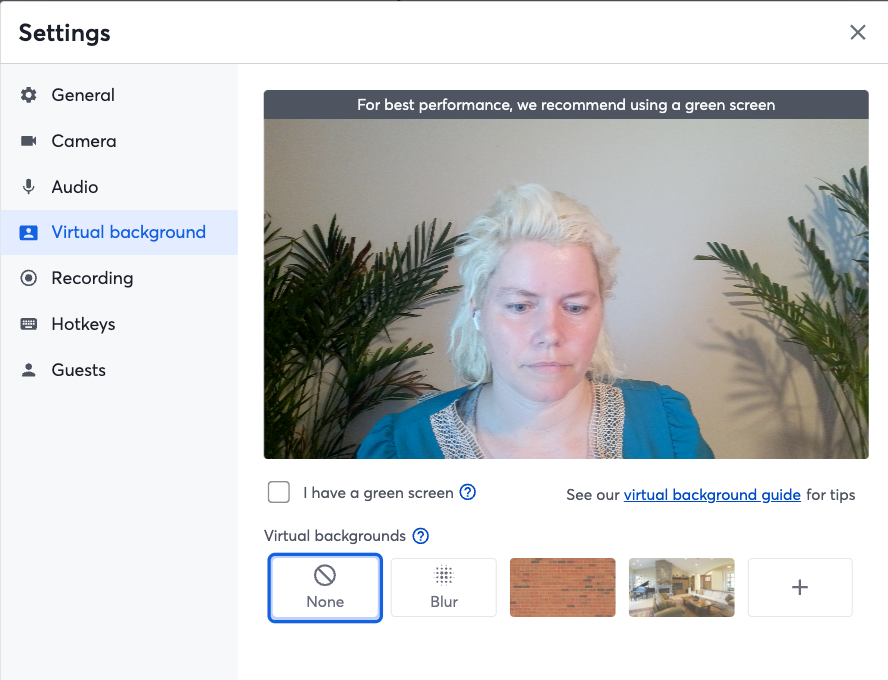 Settings
General
Camera
Audio
Virtual background
Recording
Hotkeys
Guests
For best performance, we recommend using a green screen
I have a green screen ?
See our virtual background guide for tips
Virtual backgrounds ?
None
Blur